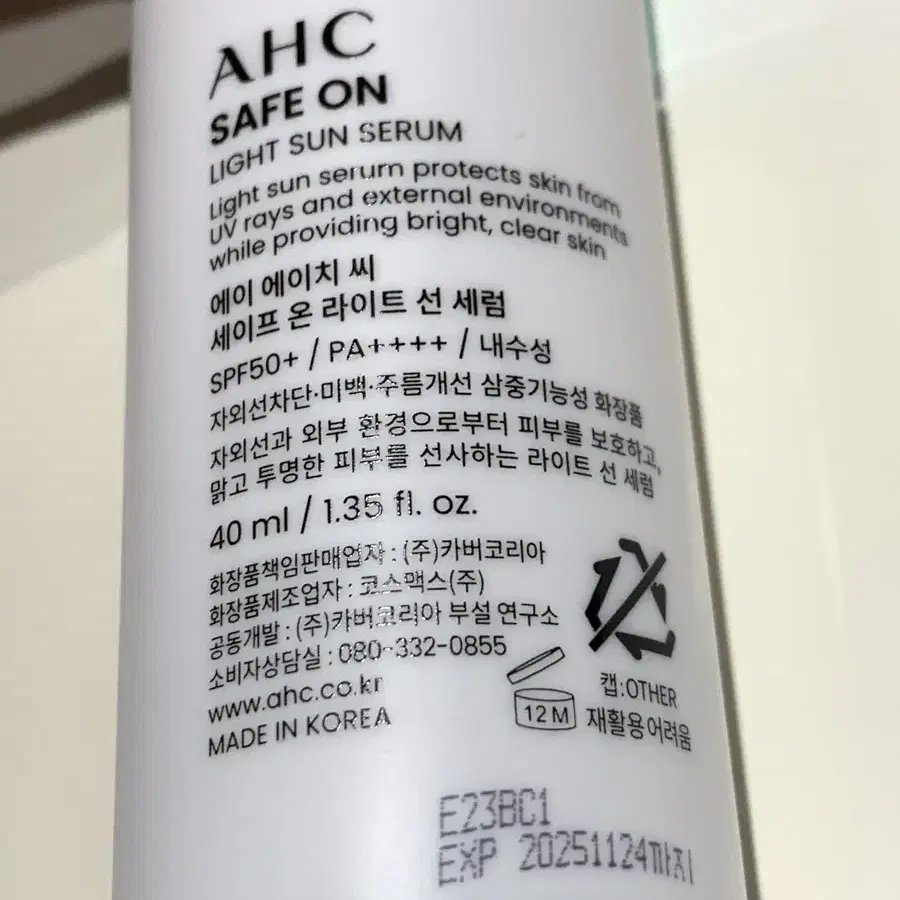 AHC
SAFE ON
LIGHT SUN SERUM
Light sun serum protects skin from
UV rays and external environments
while providing bright, clear skin
에이 에이치 씨
세이프 온 라이트 선 세럼
SPF50+ / PA++++ / 내수성
자외선차단·미백·주름개선 삼중기능성 화장품
자외선과 외부 환경으로부터 피부를 보호하고,
맑고 투명한 피부를 선사하는 라이트 선 세럼
40 ml / 1.35 fl. oz.
화장품책임판매업자 : (주)카버코리아
화장품제조업자 : 코스맥스(주)
공동개발 : (주)카버코리아 부설 연구소
소비자상담실 : 080-332-0855
www.ahc.co.kr
MADE IN KOREA
12 M
캡:OTHER
재활용어려움
E23BC1
EXP 20251124까지